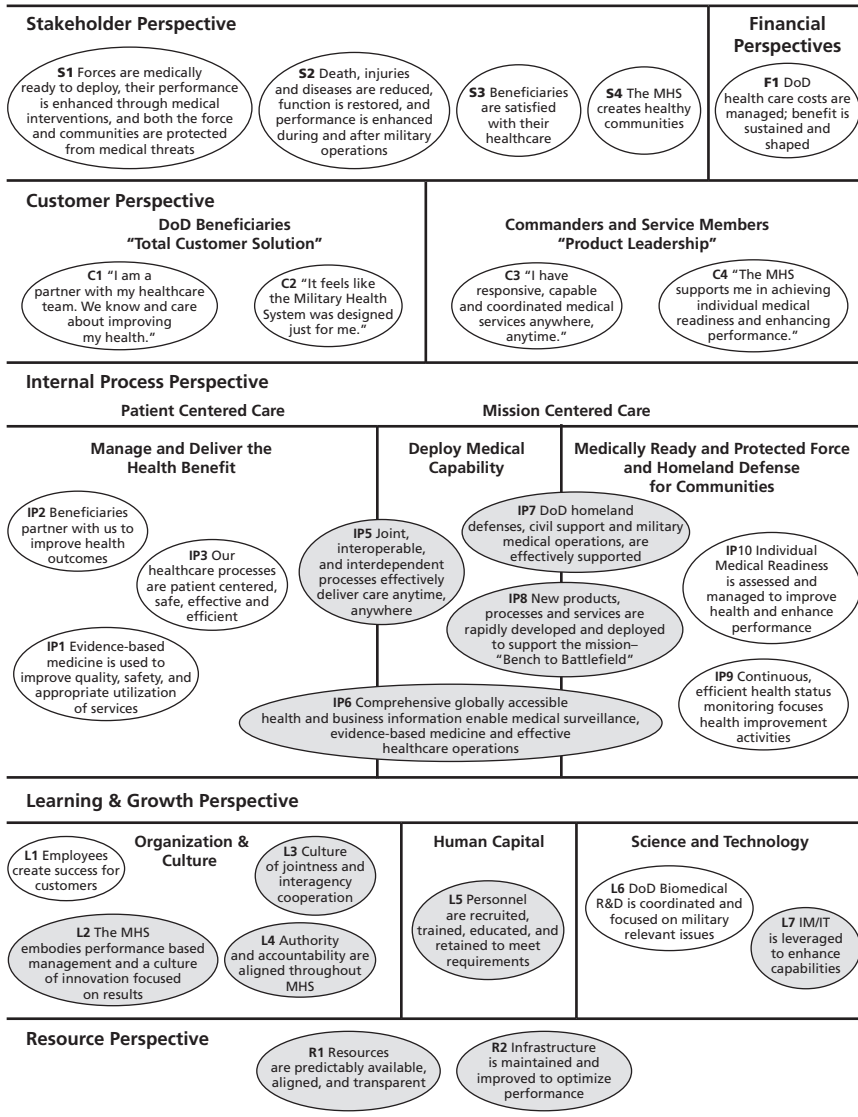 Stakeholder Perspective
S1 Forces are medically
ready to deploy, their performance
is enhanced through medical
interventions, and both the force
and communities are protected
from medical threats
S2 Death, injuries
and diseases are reduced,
function is restored, and
performance is enhanced
during and after military
operations
S3 Beneficiaries
are satisfied
with their
healthcare
S4 The MHS
creates healthy
communities
Financial
Perspectives
F1 DoD
health care costs are
managed; benefit is
sustained and
shaped
Customer Perspective
DoD Beneficiaries
"Total Customer Solution"
C1 "I am a
partner with my healthcare
team. We know and care
about improving
my health."
C2 "It feels like
the Military Health
System was designed
just for me."
Commanders and Service Members
"Product Leadership"
C3 "I have
responsive, capable
and coordinated medical
services anywhere,
anytime."
C4 "The MHS
supports me in achieving
individual medical
readiness and enhancing
performance."
Internal Process Perspective
Patient Centered Care
Mission Centered Care
Manage and Deliver the
Health Benefit
Deploy Medical
Capability
Medically Ready and Protected Force
and Homeland Defense
for Communities
IP2 Beneficiaries
partner with us to
improve health
outcomes
IP3 Our
healthcare processes
are patient centered,
safe, effective and
efficient
IP1 Evidence-based
medicine is used to
improve quality, safety, and
appropriate utilization
of services
IP5 Joint,
interoperable,
and interdependent
processes effectively
deliver care anytime,
anywhere
IP7 DoD homeland
defenses, civil support and military
medical operations, are
effectively supported
IP8 New products,
processes and services are
rapidly developed and deployed
to support the mission–
"Bench to Battlefield"
IP6 Comprehensive globally accessible
health and business information enable medical surveillance,
evidence-based medicine and effective
healthcare operations
IP10 Individual
Medical Readiness
is assessed and
managed to improve
health and enhance
performance
IP9 Continuous,
efficient health status
monitoring focuses
health improvement
activities
Learning & Growth Perspective
Organization &
Culture
L1 Employees
create success for
customers
L3 Culture
of jointness and
interagency
cooperation
L2 The MHS
embodies performance based
management and a culture
of innovation focused
on results
L4 Authority
and accountability are
aligned throughout
MHS
Human Capital
L5 Personnel
are recruited,
trained, educated, and
retained to meet
requirements
Science and Technology
L6 DoD Biomedical
R&D is coordinated and
focused on military
relevant issues
L7 IM/IT
is leveraged
to enhance
capabilities
Resource Perspective
R1 Resources
are predictably available,
aligned, and transparent
R2 Infrastructure
is maintained and
improved to optimize
performance